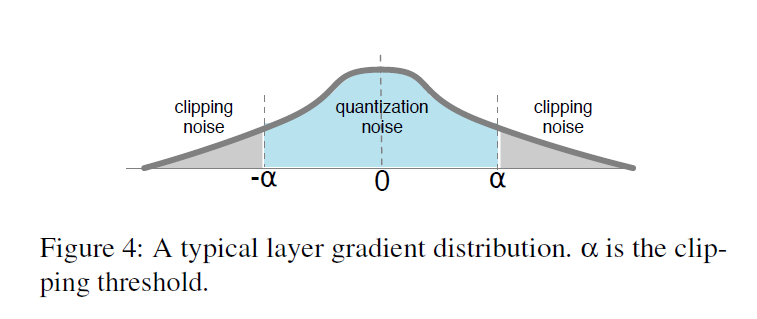 clipping
noise
quantization
noise
clipping
noise
-α 0 α
Figure 4: A typical layer gradient distribution. α is the clip-
ping threshold.